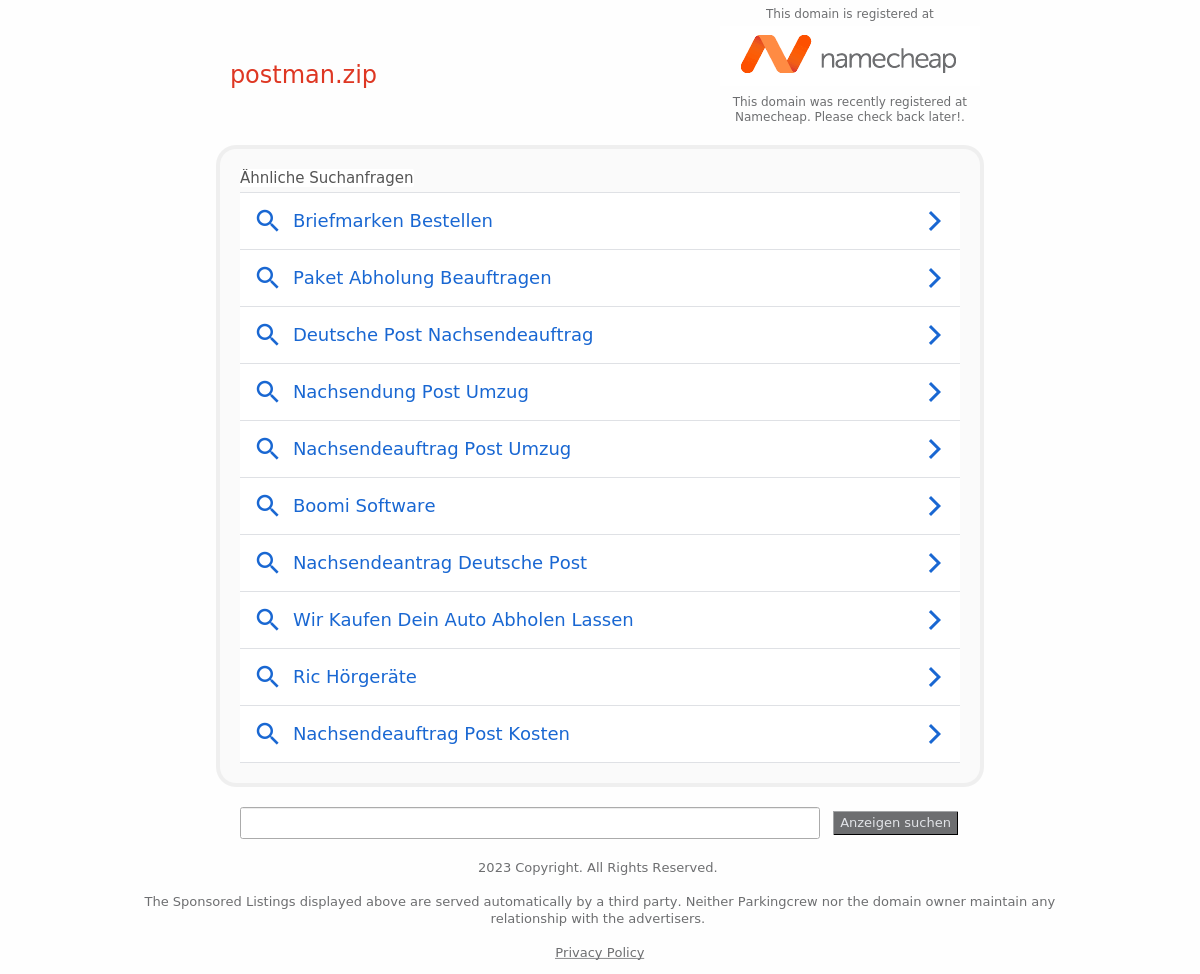 This domain is registered at
namecheap
postman.zip
This domain was recently registered at
Namecheap. Please check back later!.
Ähnliche Suchanfragen
Briefmarken Bestellen
Paket Abholung Beauftragen
Deutsche Post Nachsendeauftrag
Nachsendung Post Umzug
Nachsendeauftrag Post Umzug
Boomi Software
Nachsendeantrag Deutsche Post
Wir Kaufen Dein Auto Abholen Lassen
Ric Hörgeräte
Nachsendeauftrag Post Kosten
Anzeigen suchen
2023 Copyright. All Rights Reserved.
The Sponsored Listings displayed above are served automatically by a third party. Neither Parkingcrew nor the domain owner maintain any
relationship with the advertisers.
Privacy Policy